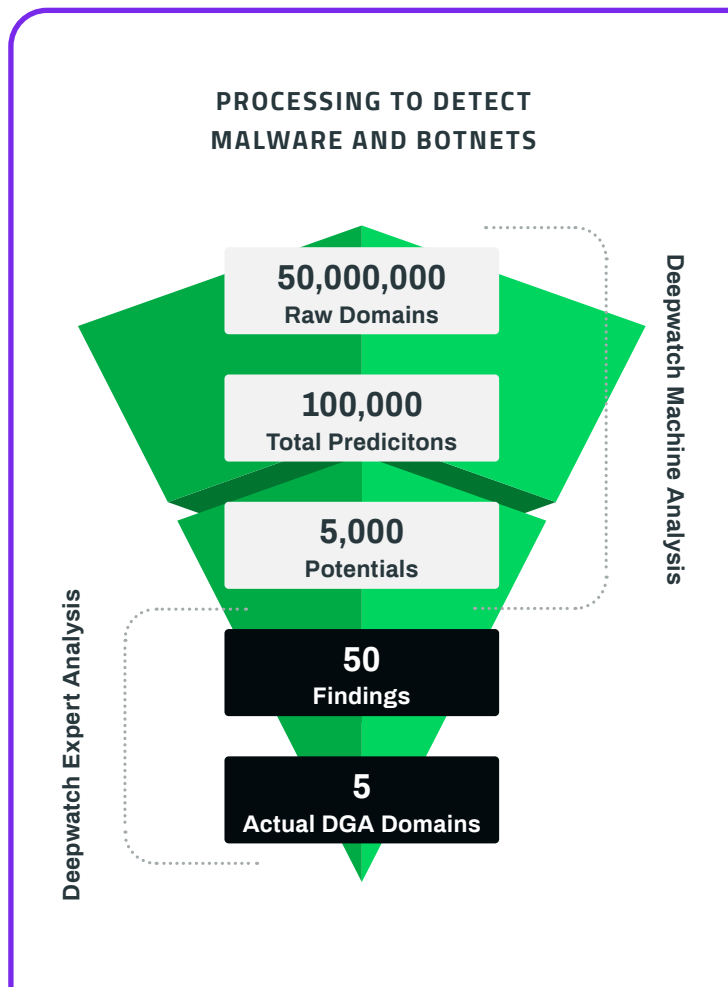 PROCESSING TO DETECT
MALWARE AND BOTNETS
50,000,000
Raw Domains
100,000
Total Predicitons
5,000
Potentials
50
Findings
5
Actual DGA Domains
Deepwatch Machine Analysis
Deepwatch Expert Analysis